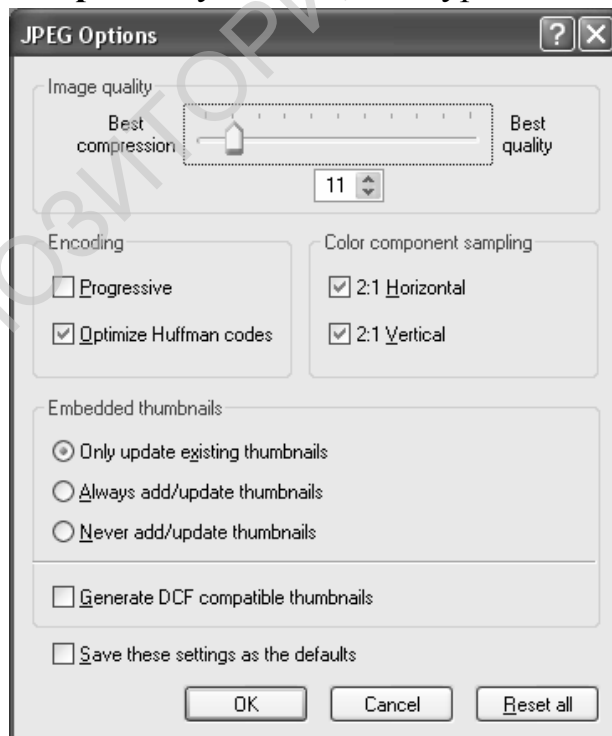 JPEG Options
Image quality
Best compression
Best quality
11
Encoding
Progressive
Optimize Huffman codes
Color component sampling
2:1 Horizontal
2:1 Vertical
Embedded thumbnails
Only update existing thumbnails
Always add/update thumbnails
Never add/update thumbnails
Generate DCF compatible thumbnails
Save these settings as the defaults
OK Cancel Reset all
ПОЗИТОРИ